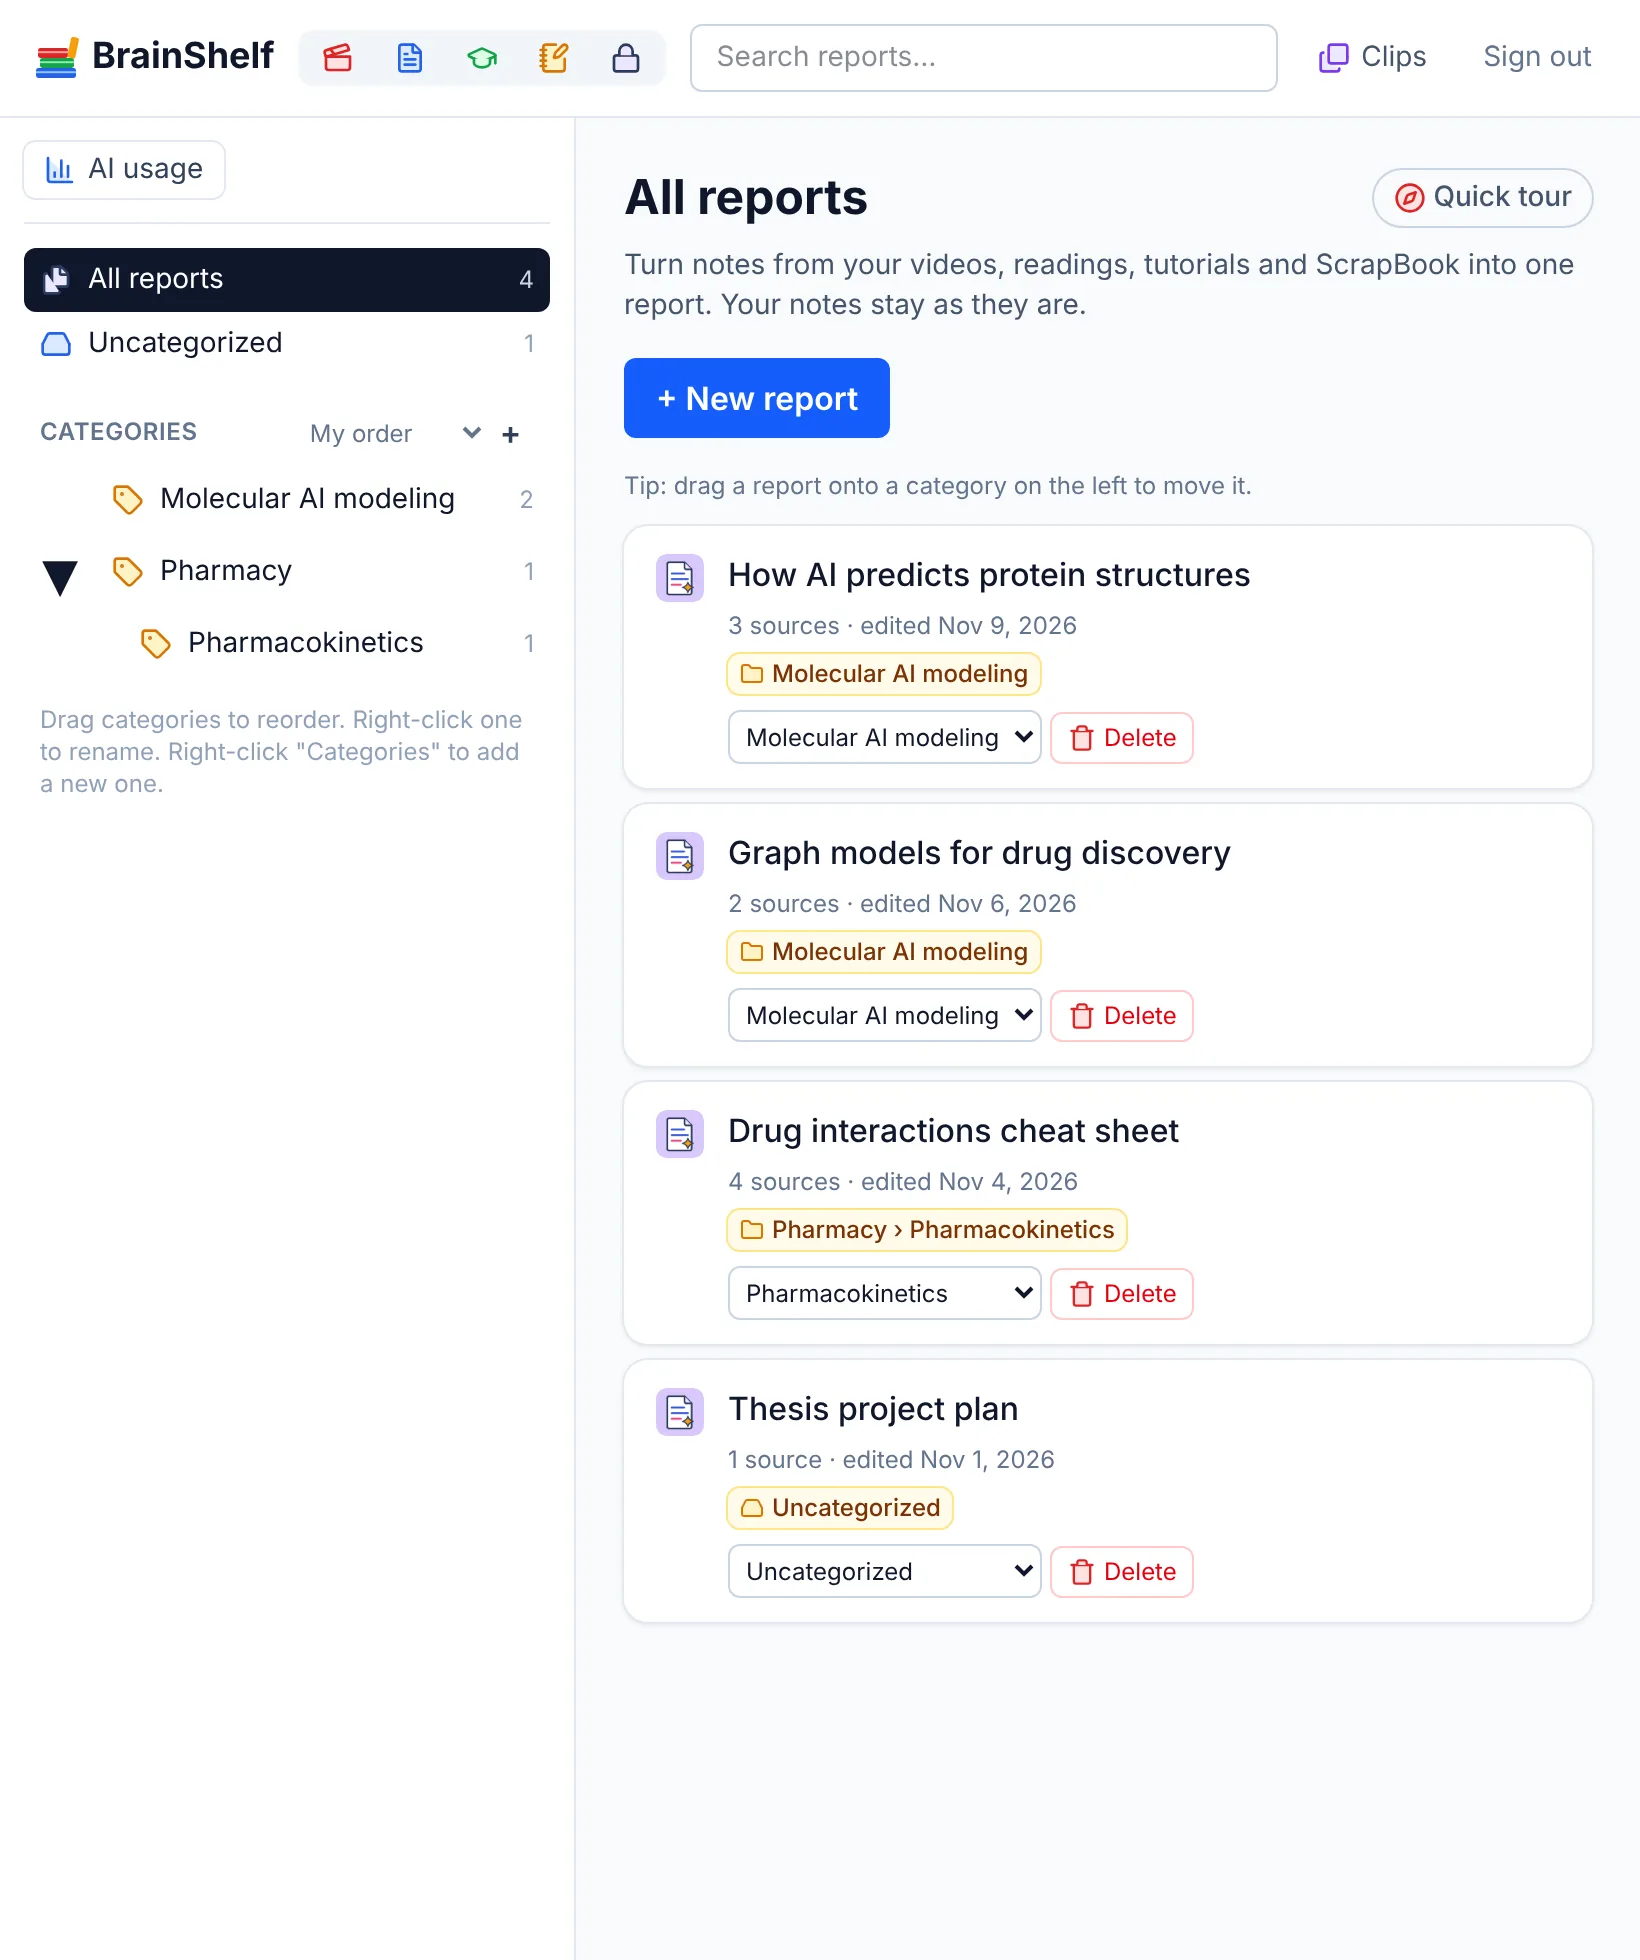 BrainShelf
Search reports...
Clips
Sign out
AI usage
All reports 4
Uncategorized 1
CATEGORIES My order +
Molecular AI modeling 2
Pharmacy 1
Pharmacokinetics 1
Drag categories to reorder. Right-click one
to rename. Right-click "Categories" to add
a new one.
All reports
Quick tour
Turn notes from your videos, readings, tutorials and ScrapBook into one
report. Your notes stay as they are.
+ New report
Tip: drag a report onto a category on the left to move it.
How AI predicts protein structures
3 sources · edited Nov 9, 2026
Molecular AI modeling
Molecular AI modeling Delete
Graph models for drug discovery
2 sources · edited Nov 6, 2026
Molecular AI modeling
Molecular AI modeling Delete
Drug interactions cheat sheet
4 sources · edited Nov 4, 2026
Pharmacy › Pharmacokinetics
Pharmacokinetics Delete
Thesis project plan
1 source · edited Nov 1, 2026
Uncategorized
Uncategorized Delete